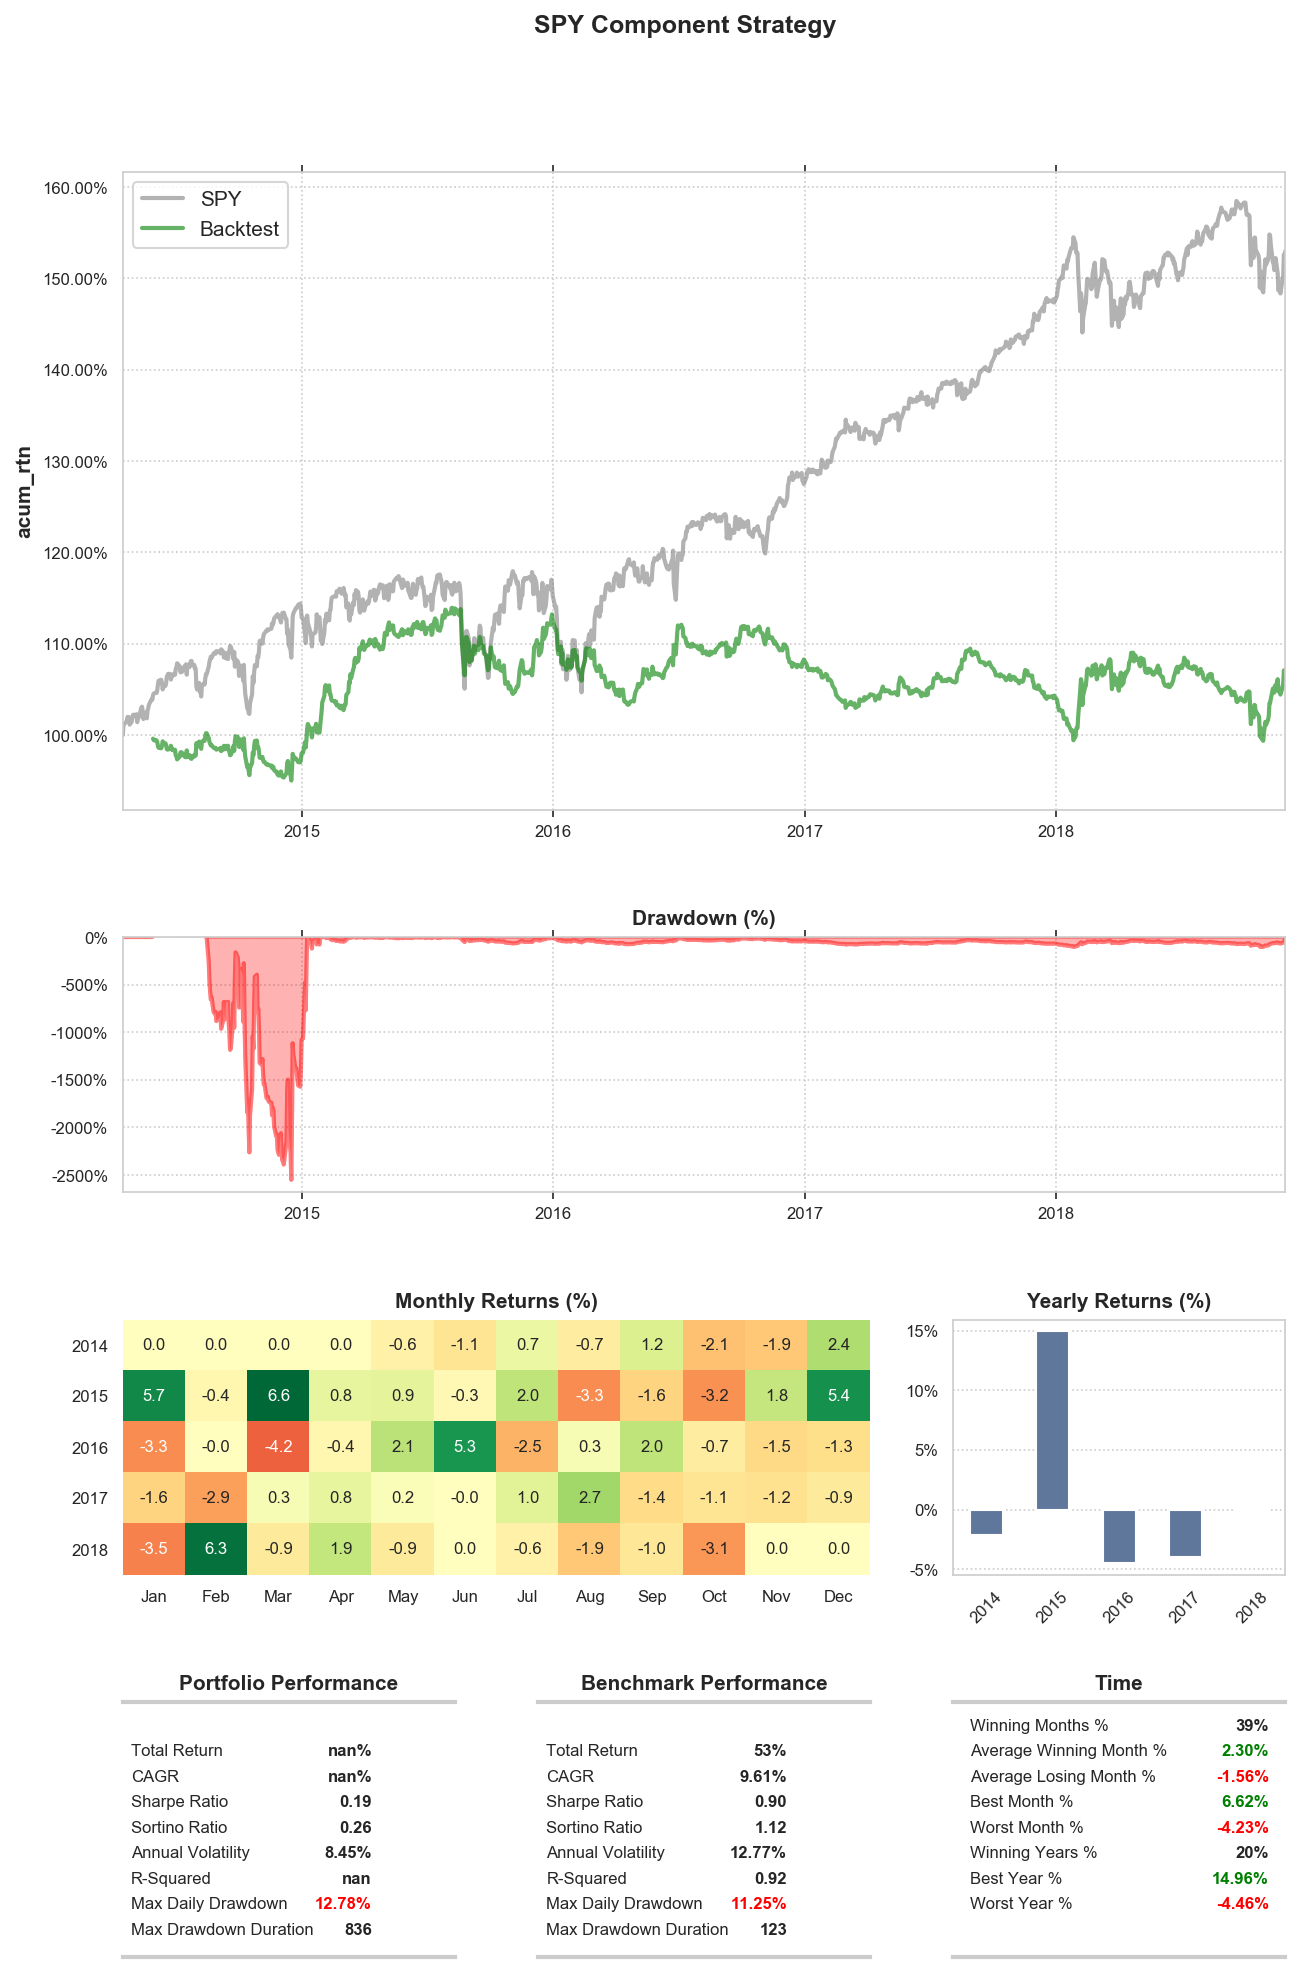 SPY Component Strategy
160.00%
150.00%
140.00%
130.00%
120.00%
110.00%
100.00%
acum_rtn
SPY
Backtest
2015 2016 2017 2018
Drawdown (%)
0%
-500%
-1000%
-1500%
-2000%
-2500%
2015 2016 2017 2018
Monthly Returns (%)
2014 0.0 0.0 0.0 0.0 -0.6 -1.1 0.7 -0.7 1.2 -2.1 -1.9 2.4
2015 5.7 -0.4 6.6 0.8 0.9 -0.3 2.0 -3.3 -1.6 -3.2 1.8 5.4
2016 -3.3 -0.0 -4.2 -0.4 2.1 5.3 -2.5 0.3 2.0 -0.7 -1.5 -1.3
2017 -1.6 -2.9 0.3 0.8 0.2 -0.0 1.0 2.7 -1.4 -1.1 -1.2 -0.9
2018 -3.5 6.3 -0.9 1.9 -0.9 0.0 -0.6 -1.9 -1.0 -3.1 0.0 0.0
Jan Feb Mar Apr May Jun Jul Aug Sep Oct Nov Dec
Yearly Returns (%)
15%
10%
5%
0%
-5%
2014 2015 2016 2017 2018
Portfolio Performance
Total Return nan%
CAGR nan%
Sharpe Ratio 0.19
Sortino Ratio 0.26
Annual Volatility 8.45%
R-Squared nan
Max Daily Drawdown 12.78%
Max Drawdown Duration 836
Benchmark Performance
Total Return 53%
CAGR 9.61%
Sharpe Ratio 0.90
Sortino Ratio 1.12
Annual Volatility 12.77%
R-Squared 0.92
Max Daily Drawdown 11.25%
Max Drawdown Duration 123
Time
Winning Months % 39%
Average Winning Month % 2.30%
Average Losing Month % -1.56%
Best Month % 6.62%
Worst Month % -4.23%
Winning Years % 20%
Best Year % 14.96%
Worst Year % -4.46%